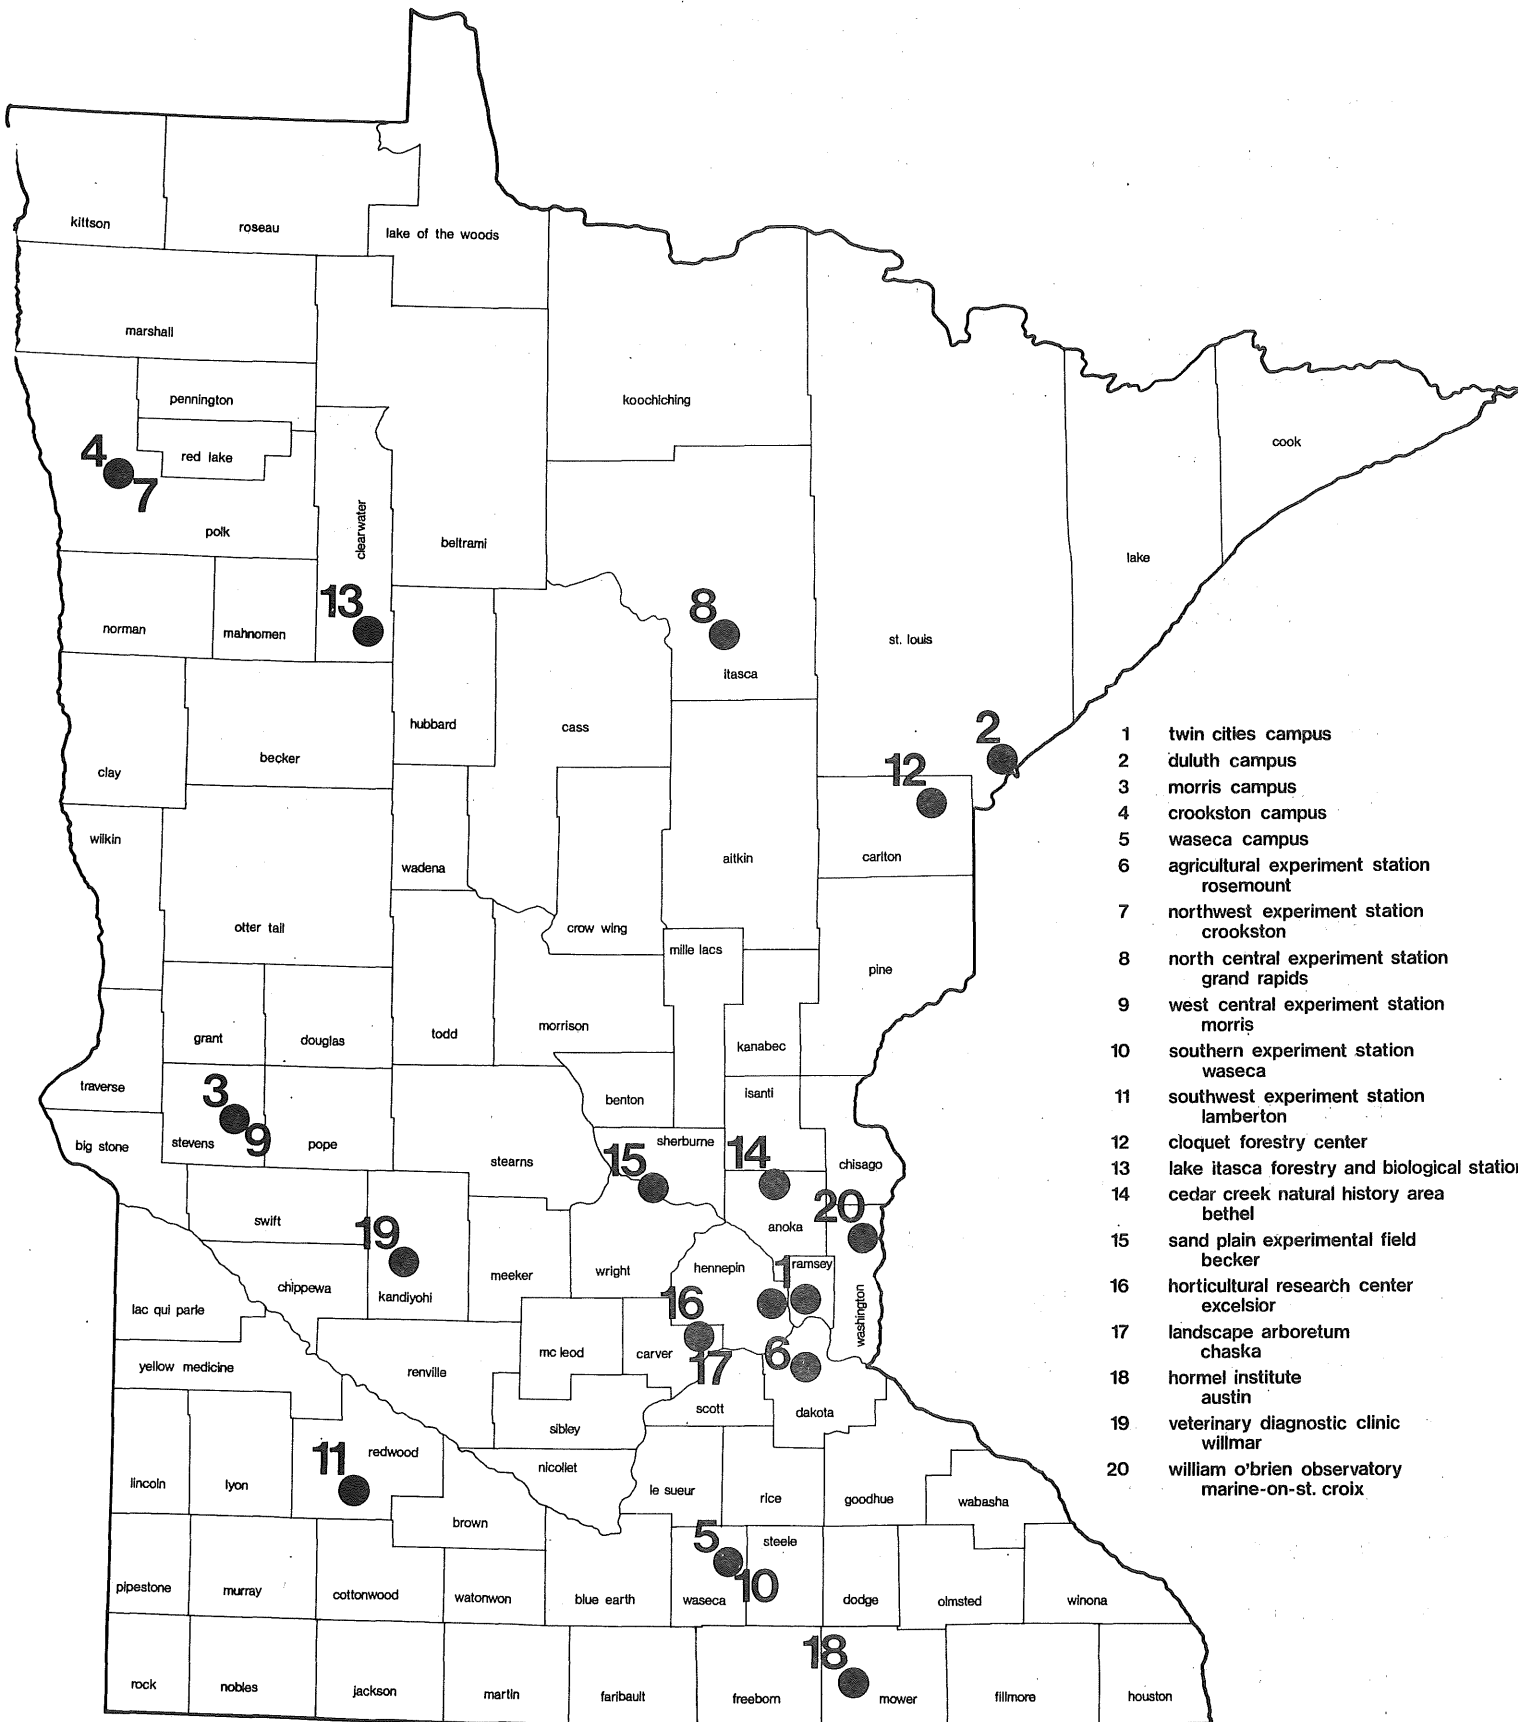 kittson
roseau
lake of the woods
marshall
pennington
koochiching
cook
4
red lake
7
polk
clearwater
beltrami
lake
13
8
norman
mahnomen
st. louis
itasca
hubbard
cass
2
becker
clay
12
wilkin
wadena
aitkin
carlton
otter tail
crow wing
mille lacs
pine
grant
douglas
todd
morrison
kanabec
traverse
3
benton
isanti
9
big stone
stevens
pope
sherburne
14
stearns
15
chisago
20
swift
19
anoka
1
ramsey
hennepin
wright
meeker
chippewa
kandiyohi
lac qui parle
16
washington
mc leod
carver
17
6
yellow medicine
renville
scott
dakota
sibley
11
redwood
nicollet
lincoln
lyon
le sueur
rice
goodhue
wabasha
brown
5
steele
10
pipestone
murray
cottonwood
watonwon
blue earth
waseca
dodge
olmsted
winona
18
rock
nobles
jackson
martin
faribault
freeborn
mower
fillmore
houston
1 twin cities campus
2 duluth campus
3 morris campus
4 crookston campus
5 waseca campus
6 agricultural experiment station
rosemount
7 northwest experiment station
crookston
8 north central experiment station
grand rapids
9 west central experiment station
morris
10 southern experiment station
waseca
11 southwest experiment station
lamberton
12 cloquet forestry center
13 lake itasca forestry and biological station
14 cedar creek natural history area
bethel
15 sand plain experimental field
becker
16 horticultural research center
excelsior
17 landscape arboretum
chaska
18 hormel institute
austin
19 veterinary diagnostic clinic
willmar
20 william o'brien observatory
marine-on-st. croix